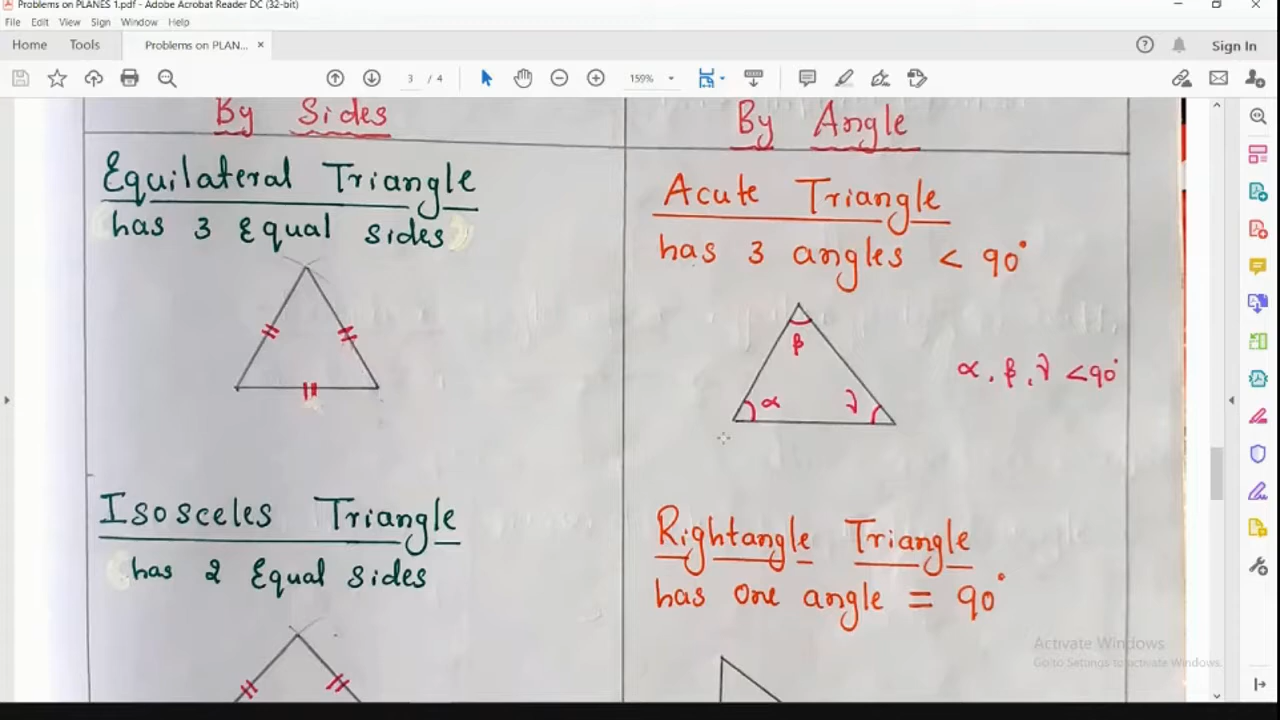 Problems on PLANES 1.pdf - Adobe Acrobat Reader DC (32-bit)
File Edit View Sign Window Help
Home Tools Problems on PLAN... × Sign In
3 / 4 159%
By Sides
Equilateral Triangle
has 3 Equal sides
Isosceles Triangle
has 2 Equal sides
By Angle
Acute Triangle
has 3 angles < 90°
β
α λ
α, β, λ < 90°
Rightangle Triangle
has one angle = 90°
Activate Windows
Go to Settings to activate Windows.